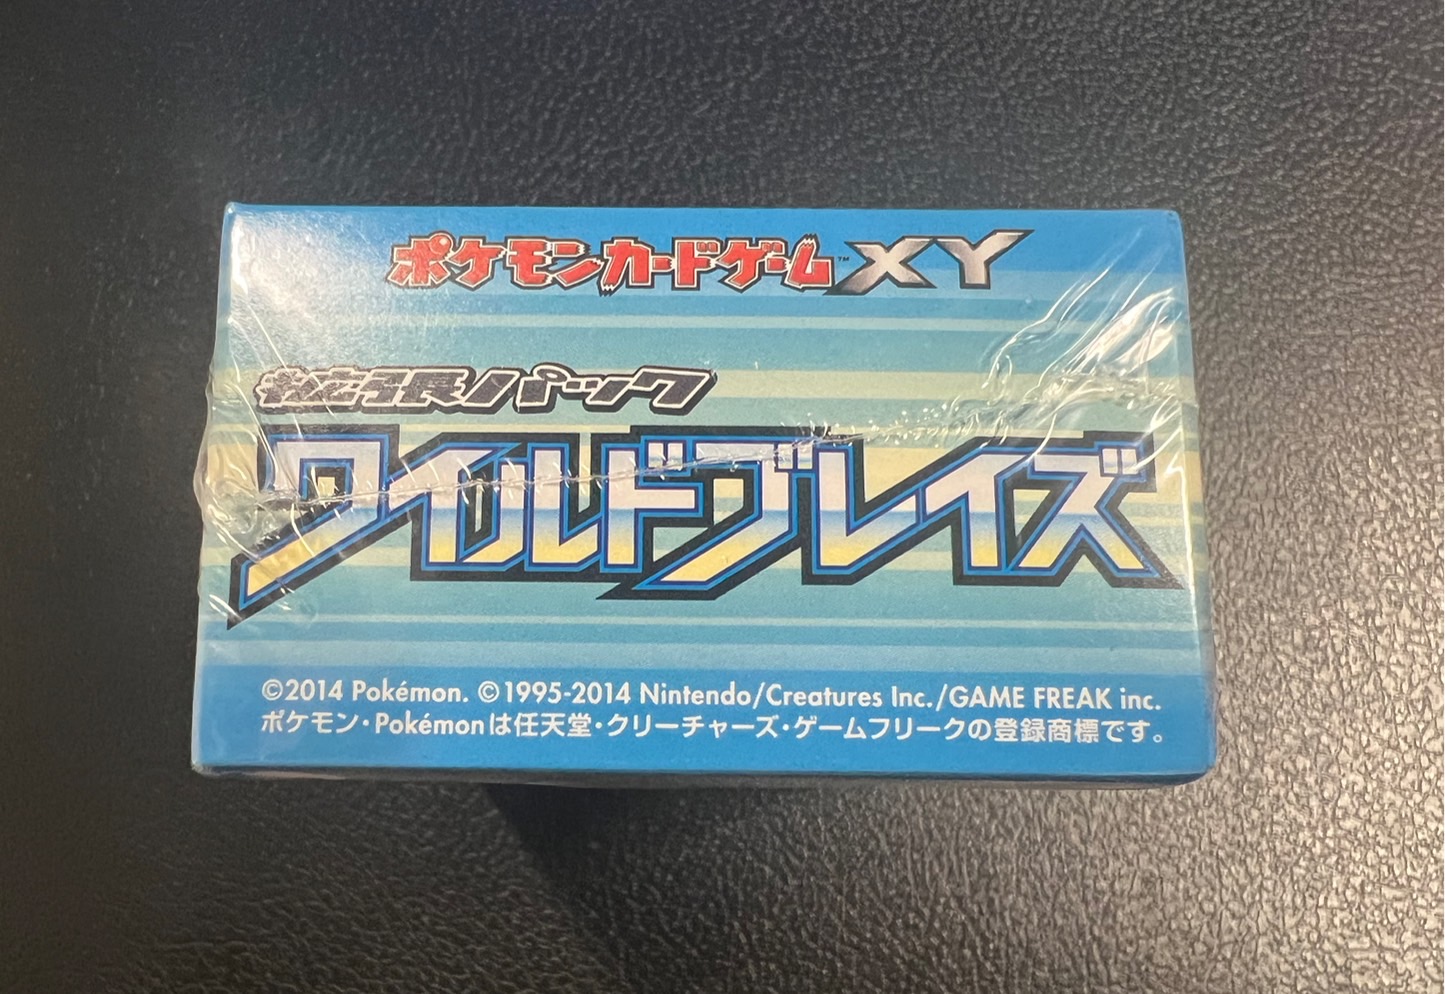 ポケモンカードゲーム™ XY
拡張パック
ワイルドブレイズ
©2014 Pokémon. ©1995-2014 Nintendo/Creatures Inc./GAME FREAK inc.
ポケモン・Pokémonは任天堂・クリーチャーズ・ゲームフリークの登録商標です。